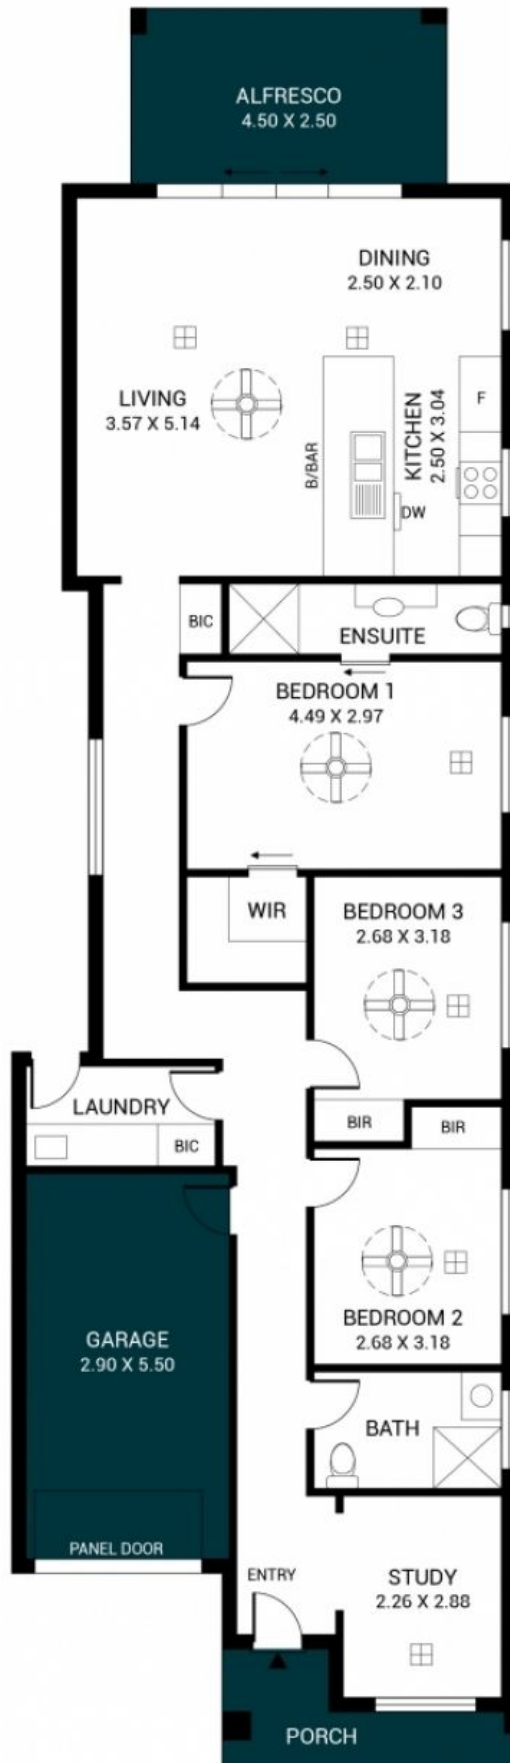 ALFRESCO
4.50 X 2.50
DINING
2.50 X 2.10
LIVING
3.57 X 5.14
B/BAR
KITCHEN
2.50 X 3.04
F
DW
BIC
ENSUITE
BEDROOM 1
4.49 X 2.97
WIR
BEDROOM 3
2.68 X 3.18
LAUNDRY
BIC
BIR
BIR
BEDROOM 2
2.68 X 3.18
GARAGE
2.90 X 5.50
BATH
PANEL DOOR
ENTRY
STUDY
2.26 X 2.88
PORCH